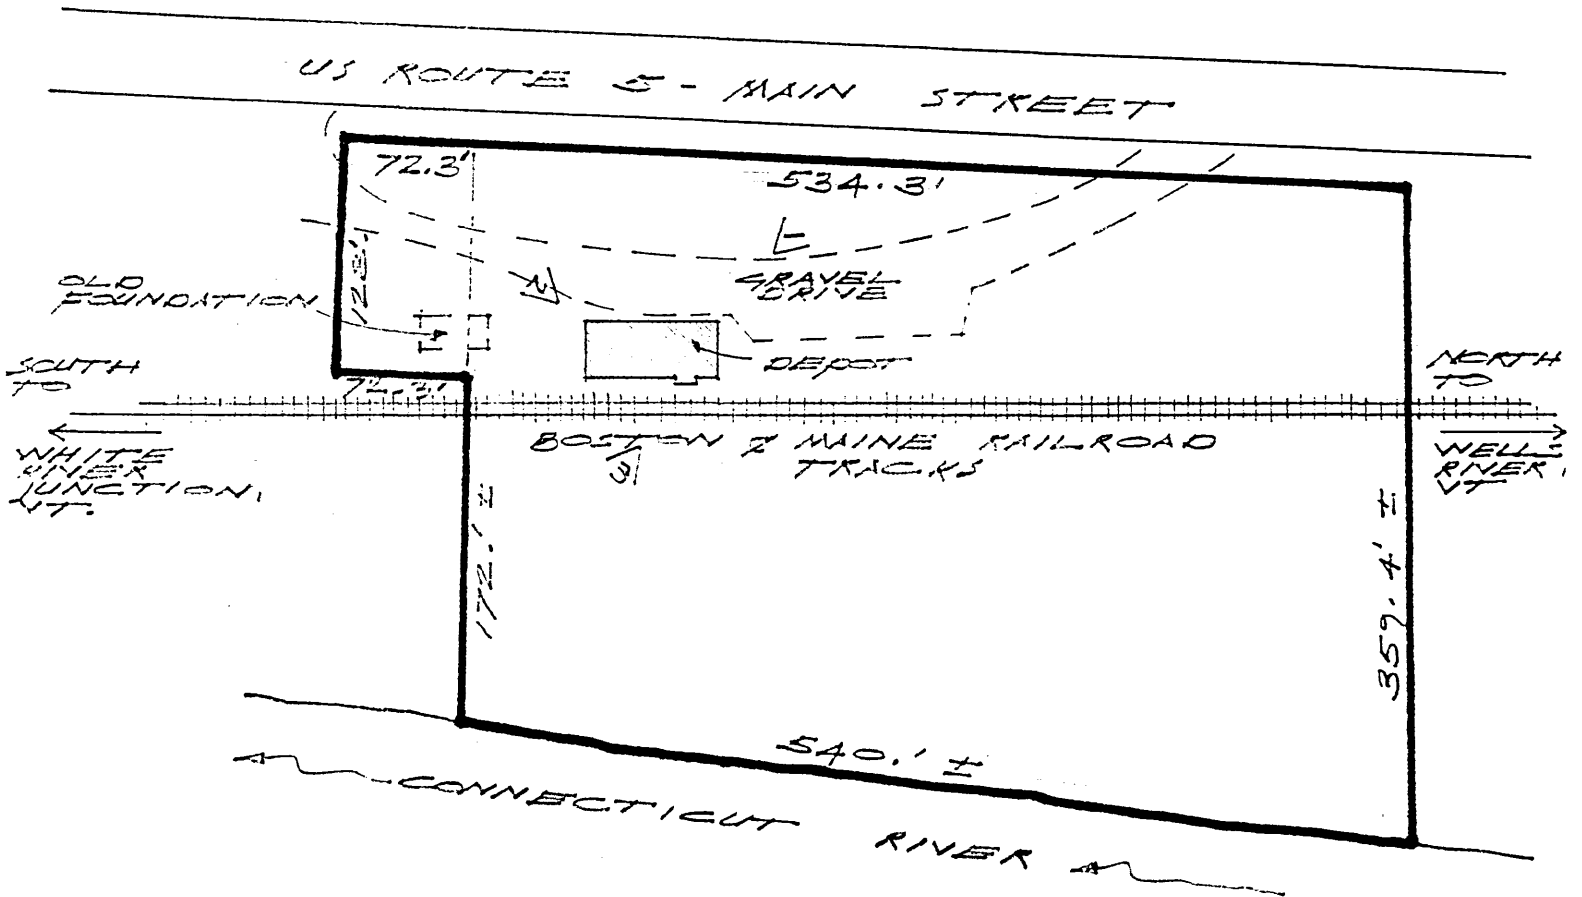 US ROUTE 5 - MAIN STREET
72.3'
534.3'
128.'
1
GRAVEL
DRIVE
2
OLD
FOUNDATION
DEPOT
SOUTH
TO
72.3'
NORTH
TO
BOSTON & MAINE RAILROAD
TRACKS
3
WHITE
RIVER
JUNCTION,
VT.
WELLS
RIVER,
VT
172.' ±
359.4' ±
540.' ±
CONNECTICUT RIVER